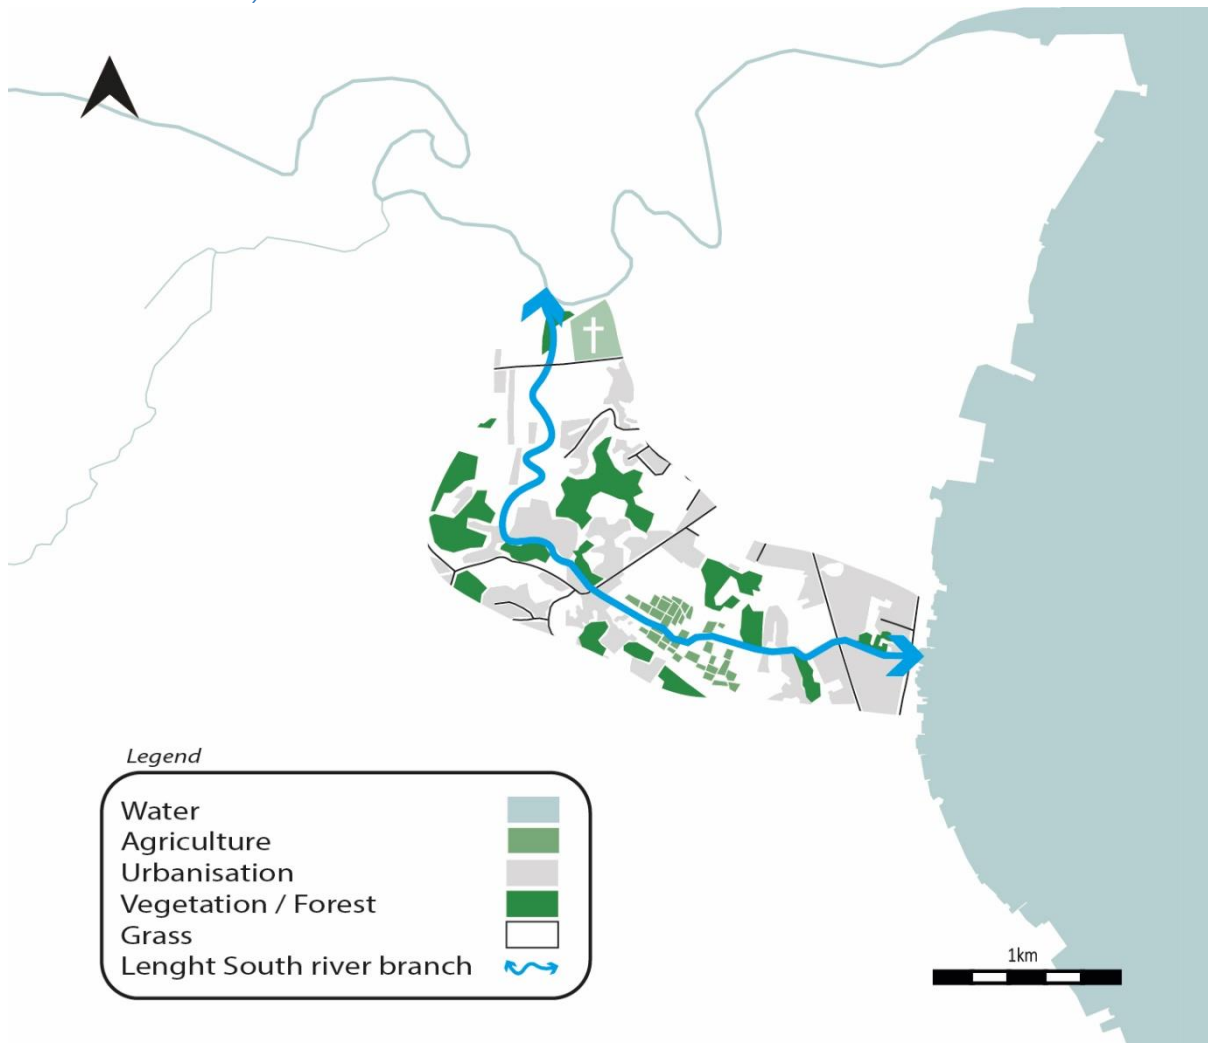 Legend
Water
Agriculture
Urbanisation
Vegetation / Forest
Grass
Lenght South river branch
1km